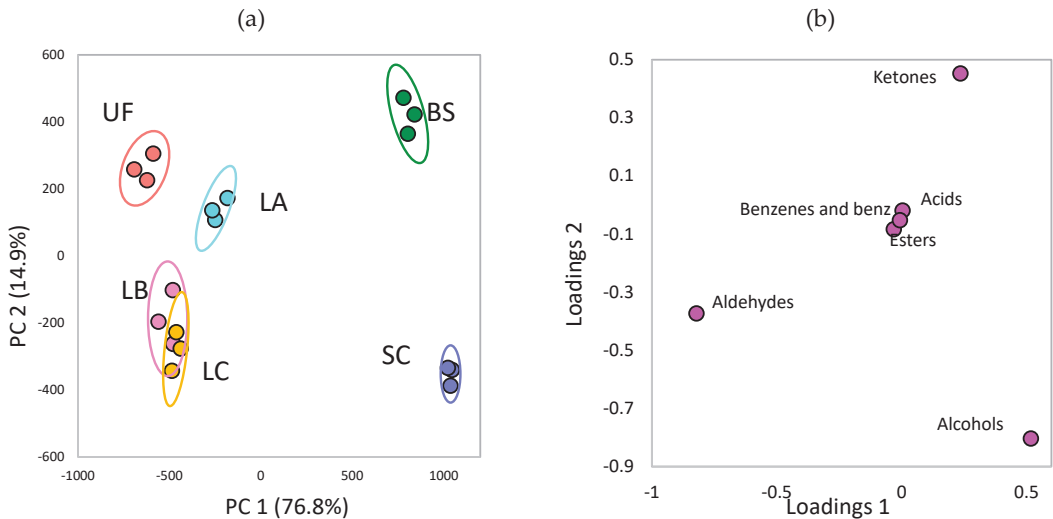 (a)
(b)
600
400
200
0
-200
-400
-600
-1000
-500
0
500
1000
PC 2 (14.9%)
PC 1 (76.8%)
UF
BS
LA
LB
LC
SC
0.5
0.3
0.1
-0.1
-0.3
-0.5
-0.7
-0.9
-1
-0.5
0
0.5
Loadings 2
Loadings 1
Ketones
Benzenes and benz
Acids
Esters
Aldehydes
Alcohols